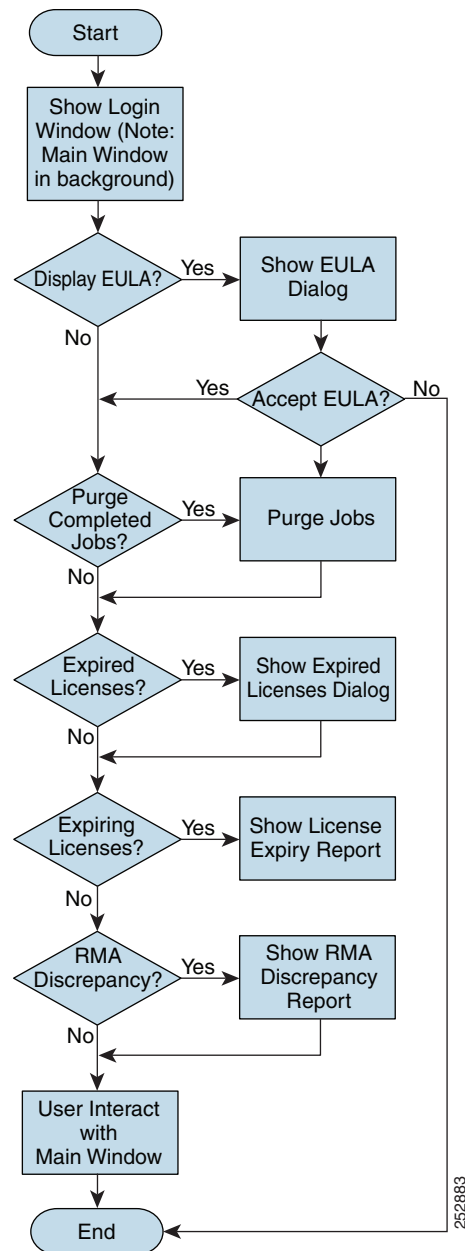 Start
Show Login
Window (Note:
Main Window
in background)
Display EULA?
Yes
Show EULA
Dialog
No
Yes
Accept EULA?
No
Purge
Completed
Jobs?
Yes
Purge Jobs
No
Expired
Licenses?
Yes
Show Expired
Licenses Dialog
No
Expiring
Licenses?
Yes
Show License
Expiry Report
No
RMA
Discrepancy?
Yes
Show RMA
Discrepancy
Report
No
User Interact
with
Main Window
End
252883